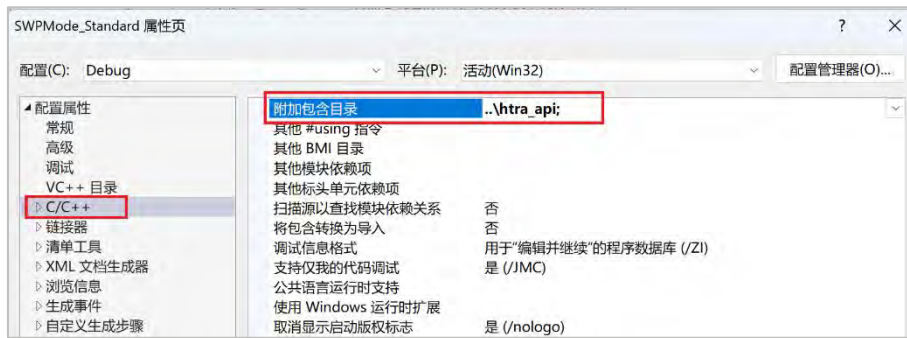 SWPMode_Standard 属性页 ? ×
配置(C): Debug 平台(P): 活动(Win32) 配置管理器(O)...
配置属性
常规
高级
调试
VC++ 目录
C/C++
链接器
清单工具
XML 文档生成器
浏览信息
生成事件
自定义生成步骤
附加包含目录 ..\htra_api;
其他 #using 指令
其他 BMI 目录
其他模块依赖项
其他标头单元依赖项
扫描源以查找模块依赖关系 否
将包含转换为导入 否
调试信息格式 用于“编辑并继续”的程序数据库 (/ZI)
支持仅我的代码调试 是 (/JMC)
公共语言运行时支持
使用 Windows 运行时扩展
取消显示启动版权标志 是 (/nologo)